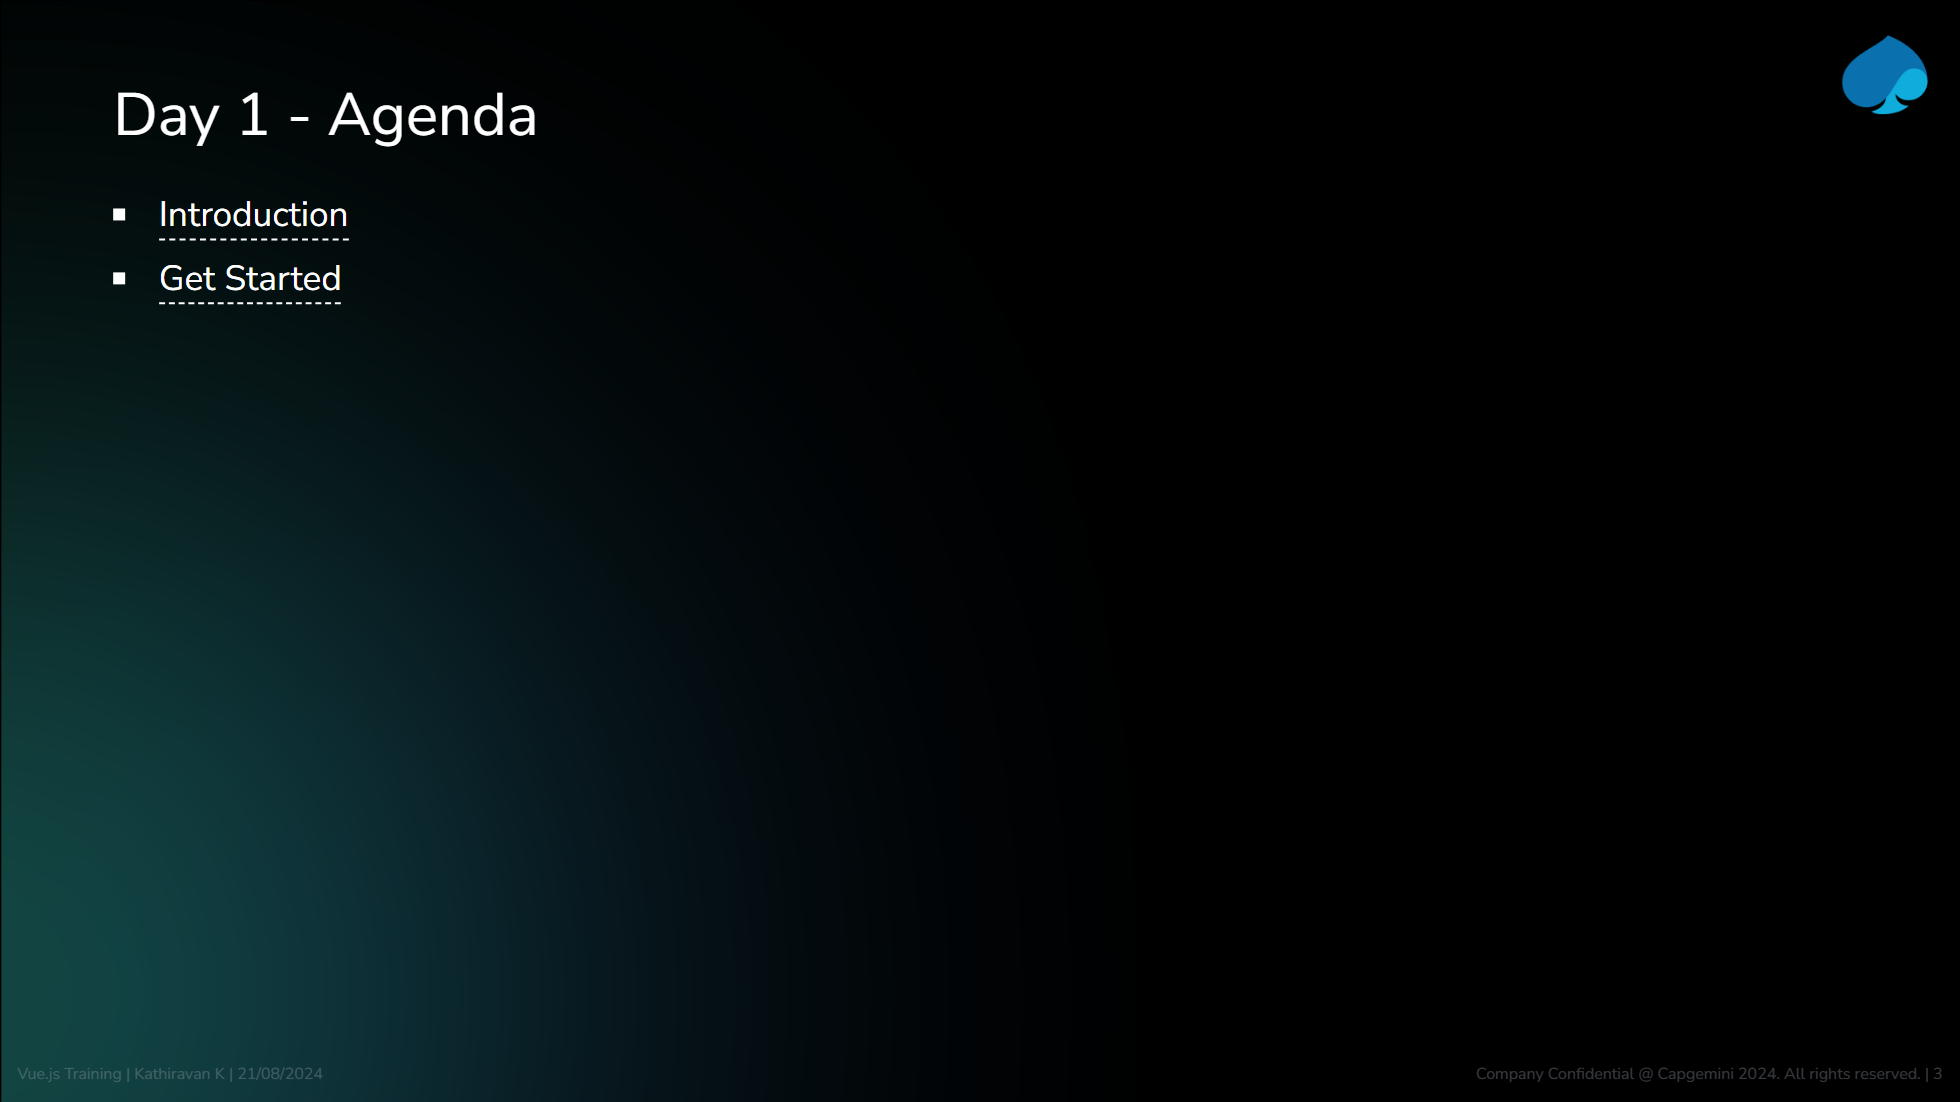 Day 1 - Agenda
Introduction
Get Started
Vue.js Training | Kathiravan K | 21/08/2024
Company Confidential @ Capgemini 2024. All rights reserved. | 3